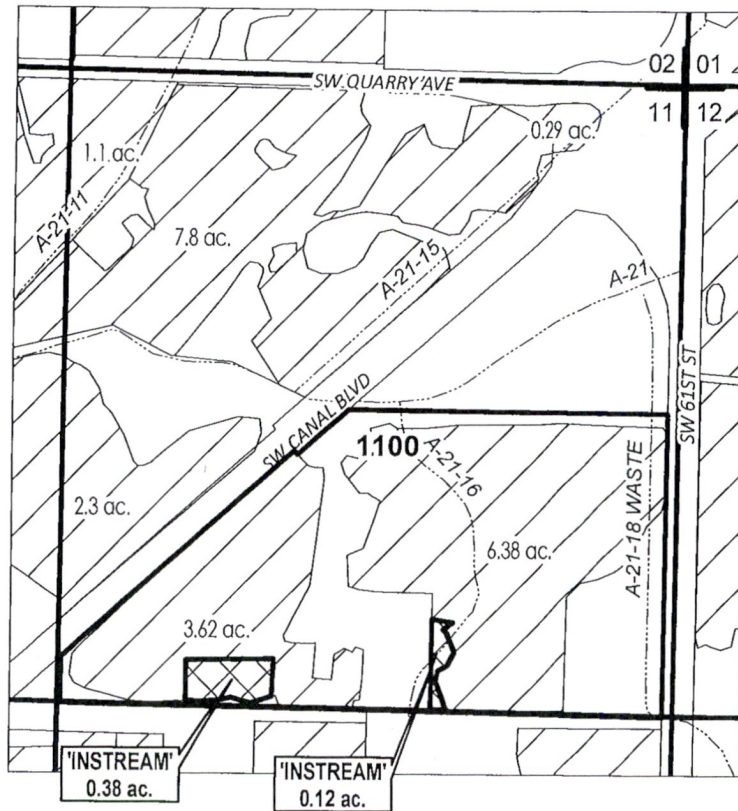 SW QUARRY AVE
02 01
11 12
0.29 ac.
1.1 ac.
A-21-11
7.8 ac.
A-21-15
A-21
SW 61ST ST
SW CANAL BLVD
1100
A-21-16
A-21-18 WASTE
2.3 ac.
6.38 ac.
3.62 ac.
'INSTREAM'
0.38 ac.
'INSTREAM'
0.12 ac.